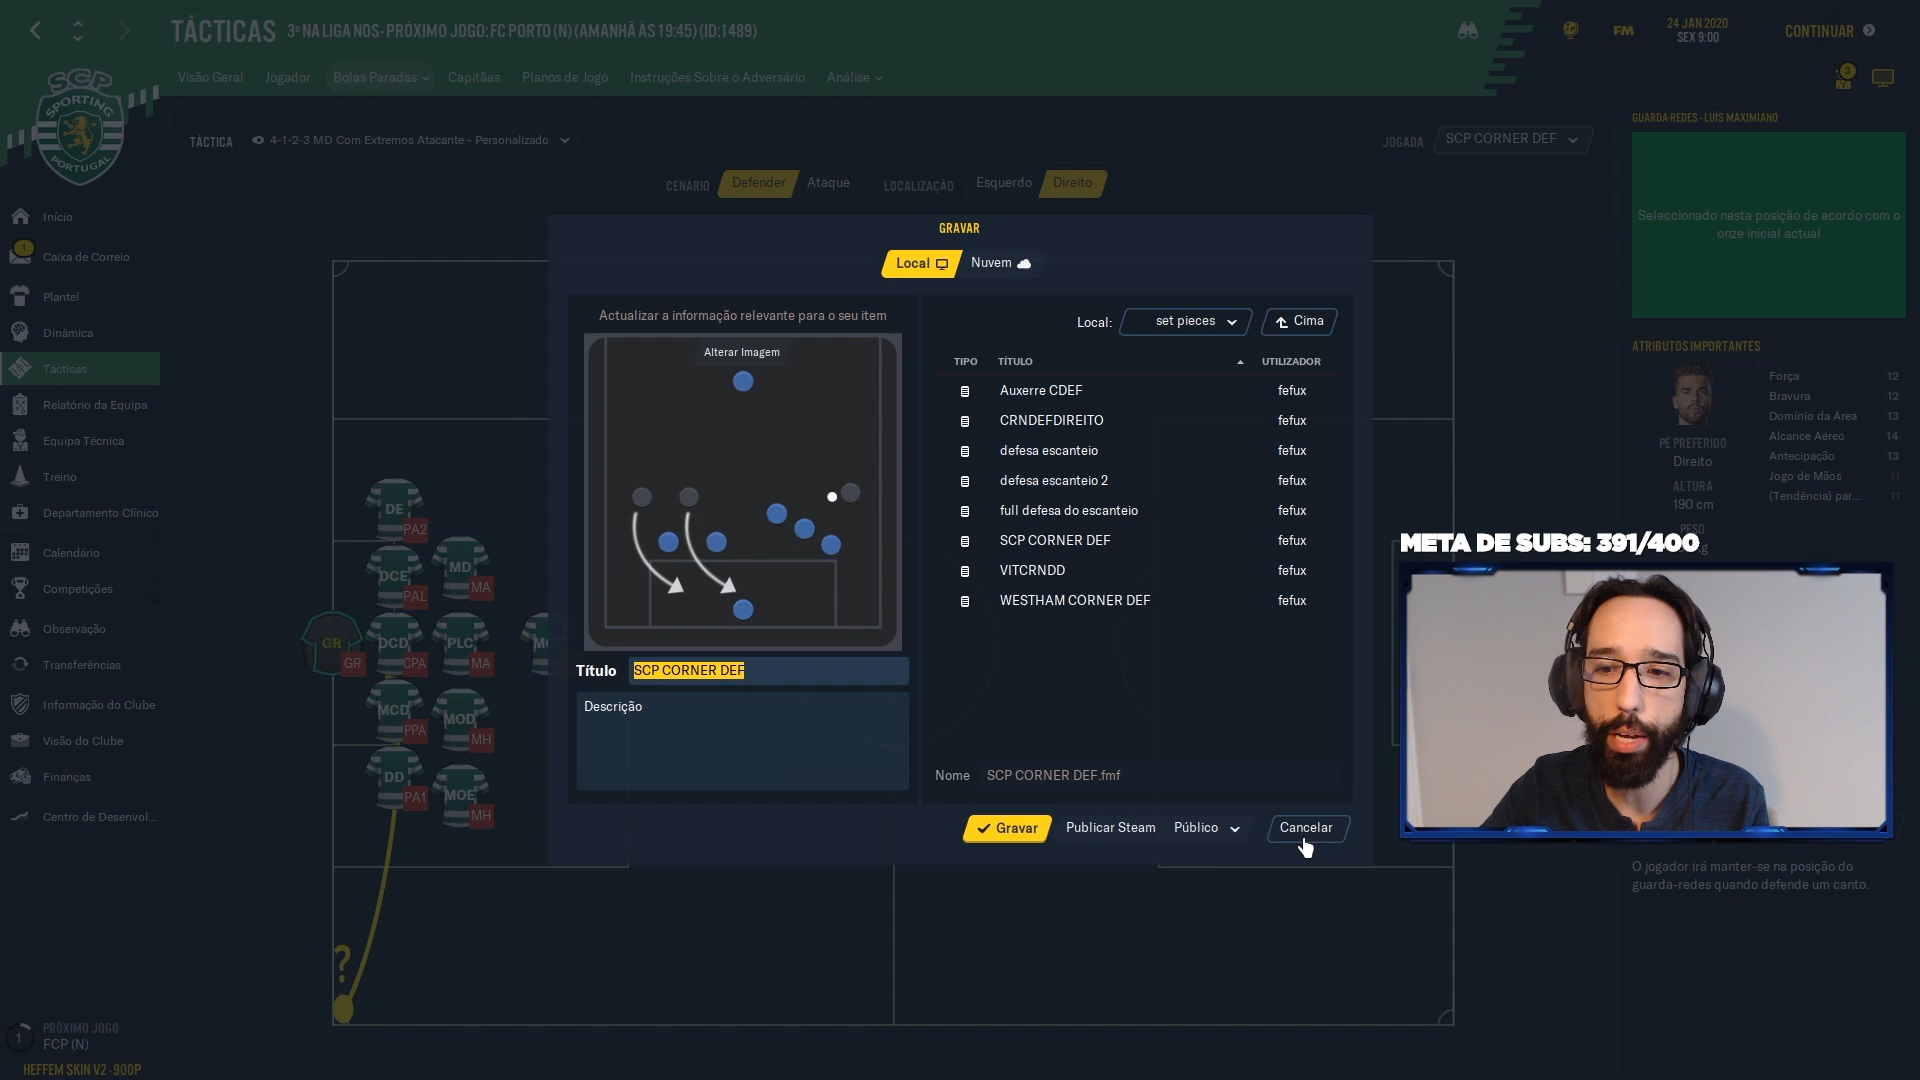 TÁCTICAS
3º NA LIGA NOS - PRÓXIMO JOGO: FC PORTO (N) (AMANHÃ ÀS 19:45) (ID:1489)
FM
24 JAN 2020
SEX 9:00
CONTINUAR
Visão Geral
Jogador
Bolas Paradas
Capitães
Planos de Jogo
Instruções Sobre o Adversário
Análise
3
SCP
SPORTING
PORTUGAL
TÁCTICA
4-1-2-3 MD Com Extremos Atacante - Personalizado
JOGADA
SCP CORNER DEF
CENÁRIO
Defender
Ataque
LOCALIZAÇÃO
Esquerdo
Direito
Início
1
Caixa de Correio
Plantel
Dinâmica
Tácticas
Relatório da Equipa
Equipa Técnica
Treino
Departamento Clínico
Calendário
Competições
Observação
Transferências
Informação do Clube
Visão do Clube
Finanças
Centro de Desenvol...
1
PRÓXIMO JOGO
FCP (N)
HEFFEM SKIN V2 - 900P
DE
PA2
DCE
PAL
MD
MA
GR
GR
DCD
CPA
PLC
MA
MCD
PPA
MOD
MH
DD
PA1
MOE
MH
?
GRAVAR
Local
Nuvem
Actualizar a informação relevante para o seu item
Alterar Imagem
Título
SCP CORNER DEF
Descrição
Local:
set pieces
Cima
TIPO
TÍTULO
UTILIZADOR
Auxerre CDEF
fefux
CRNDEFDIREITO
fefux
defesa escanteio
fefux
defesa escanteio 2
fefux
full defesa do escanteio
fefux
SCP CORNER DEF
fefux
VITCRNDD
fefux
WESTHAM CORNER DEF
fefux
Nome
SCP CORNER DEF.fmf
Gravar
Publicar Steam
Público
Cancelar
GUARDA-REDES - LUÍS MAXIMIANO
Seleccionado nesta posição de acordo com o
onze inicial actual
ATRIBUTOS IMPORTANTES
Força 12
Bravura 12
Domínio da Área 13
Alcance Aéreo 14
Antecipação 13
Jogo de Mãos 11
(Tendência) par... 11
PÉ PREFERIDO
Direito
ALTURA
190 cm
PESO
META DE SUBS: 391/400
O jogador irá manter-se na posição do
guarda-redes quando defende um canto.